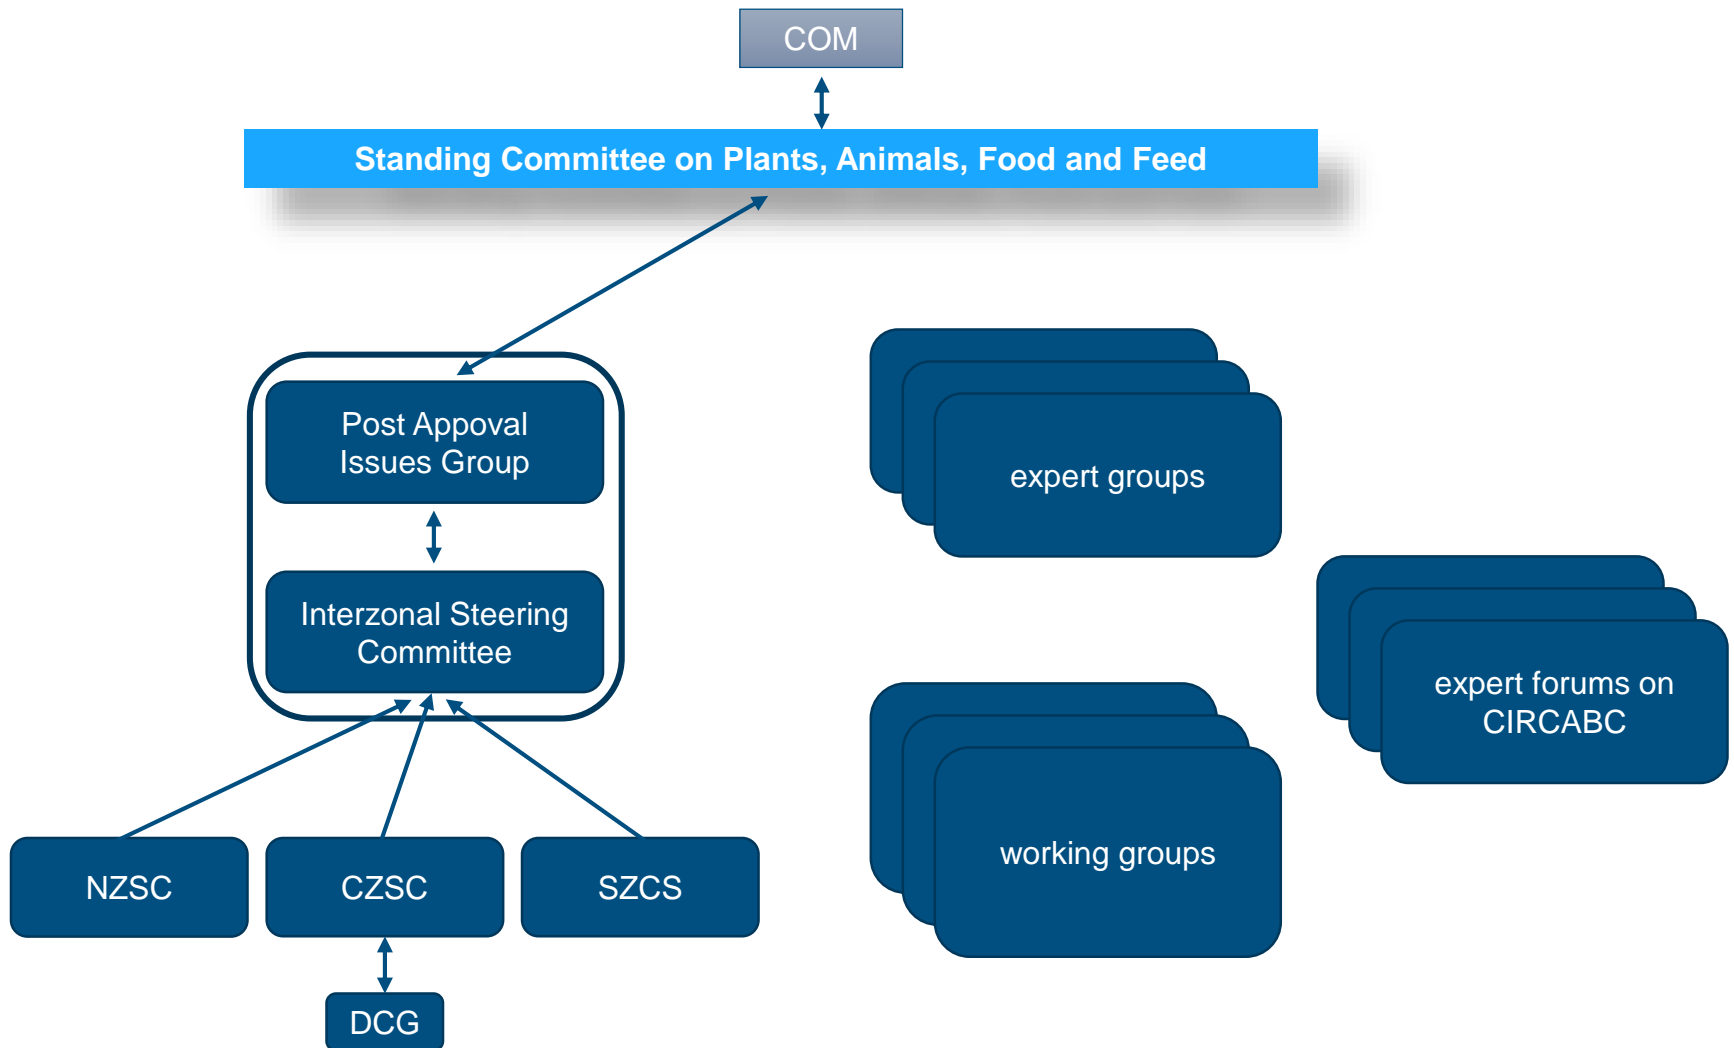 COM
Standing Committee on Plants, Animals, Food and Feed
Post Appoval
Issues Group
expert groups
Interzonal Steering
Committee
expert forums on
CIRCABC
working groups
NZSC
CZSC
SZCS
DCG